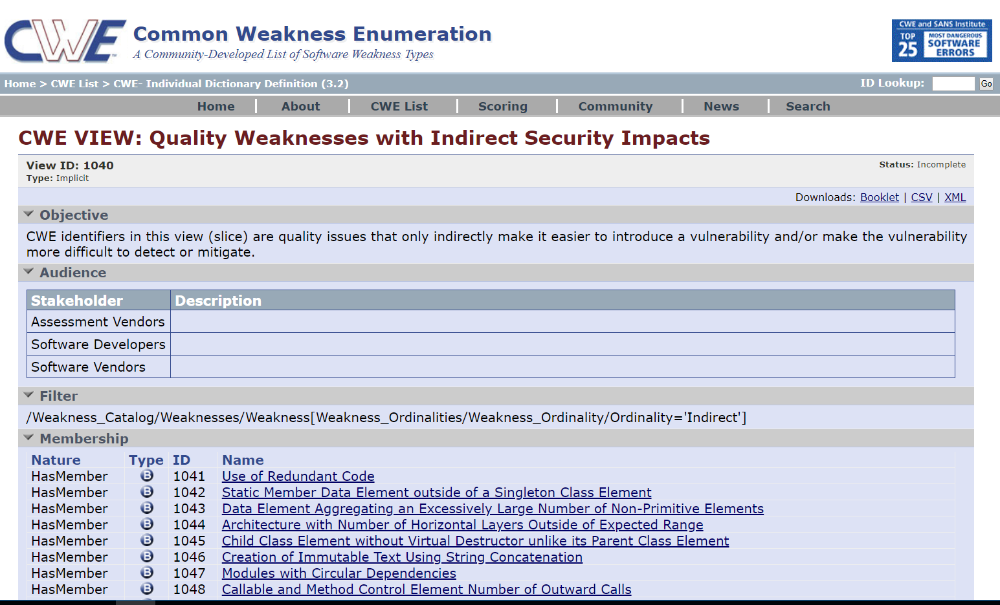 CWE
Common Weakness Enumeration
A Community-Developed List of Software Weakness Types
CWE and SANS Institute
TOP 25
MOST DANGEROUS
SOFTWARE
ERRORS
Home > CWE List > CWE- Individual Dictionary Definition (3.2)
ID Lookup: Go
Home About CWE List Scoring Community News Search
CWE VIEW: Quality Weaknesses with Indirect Security Impacts
View ID: 1040
Status: Incomplete
Type: Implicit
Downloads: Booklet | CSV | XML
Objective
CWE identifiers in this view (slice) are quality issues that only indirectly make it easier to introduce a vulnerability and/or make the vulnerability
more difficult to detect or mitigate.
Audience
Stakeholder Description
Assessment Vendors
Software Developers
Software Vendors
Filter
/Weakness_Catalog/Weaknesses/Weakness[Weakness_Ordinalities/Weakness_Ordinality/Ordinality='Indirect']
Membership
Nature Type ID Name
HasMember B 1041 Use of Redundant Code
HasMember B 1042 Static Member Data Element outside of a Singleton Class Element
HasMember B 1043 Data Element Aggregating an Excessively Large Number of Non-Primitive Elements
HasMember B 1044 Architecture with Number of Horizontal Layers Outside of Expected Range
HasMember B 1045 Child Class Element without Virtual Destructor unlike its Parent Class Element
HasMember B 1046 Creation of Immutable Text Using String Concatenation
HasMember B 1047 Modules with Circular Dependencies
HasMember B 1048 Callable and Method Control Element Number of Outward Calls